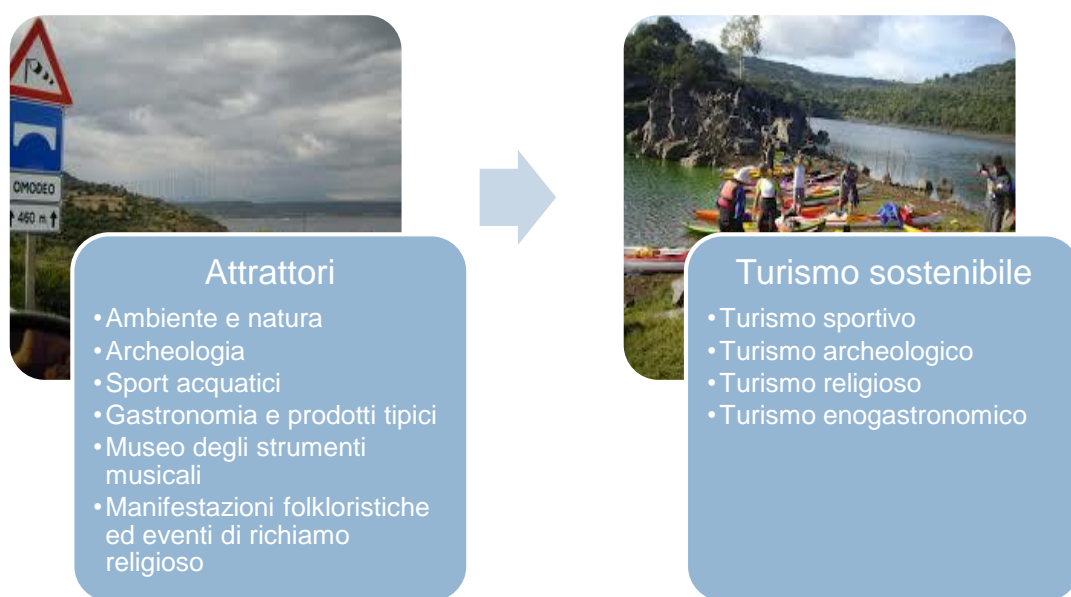 OMODEO
460 m
Attrattori
•Ambiente e natura
•Archeologia
•Sport acquatici
•Gastronomia e prodotti tipici
•Museo degli strumenti
musicali
•Manifestazioni folkloristiche
ed eventi di richiamo
religioso
Turismo sostenibile
•Turismo sportivo
•Turismo archeologico
•Turismo religioso
•Turismo enogastronomico